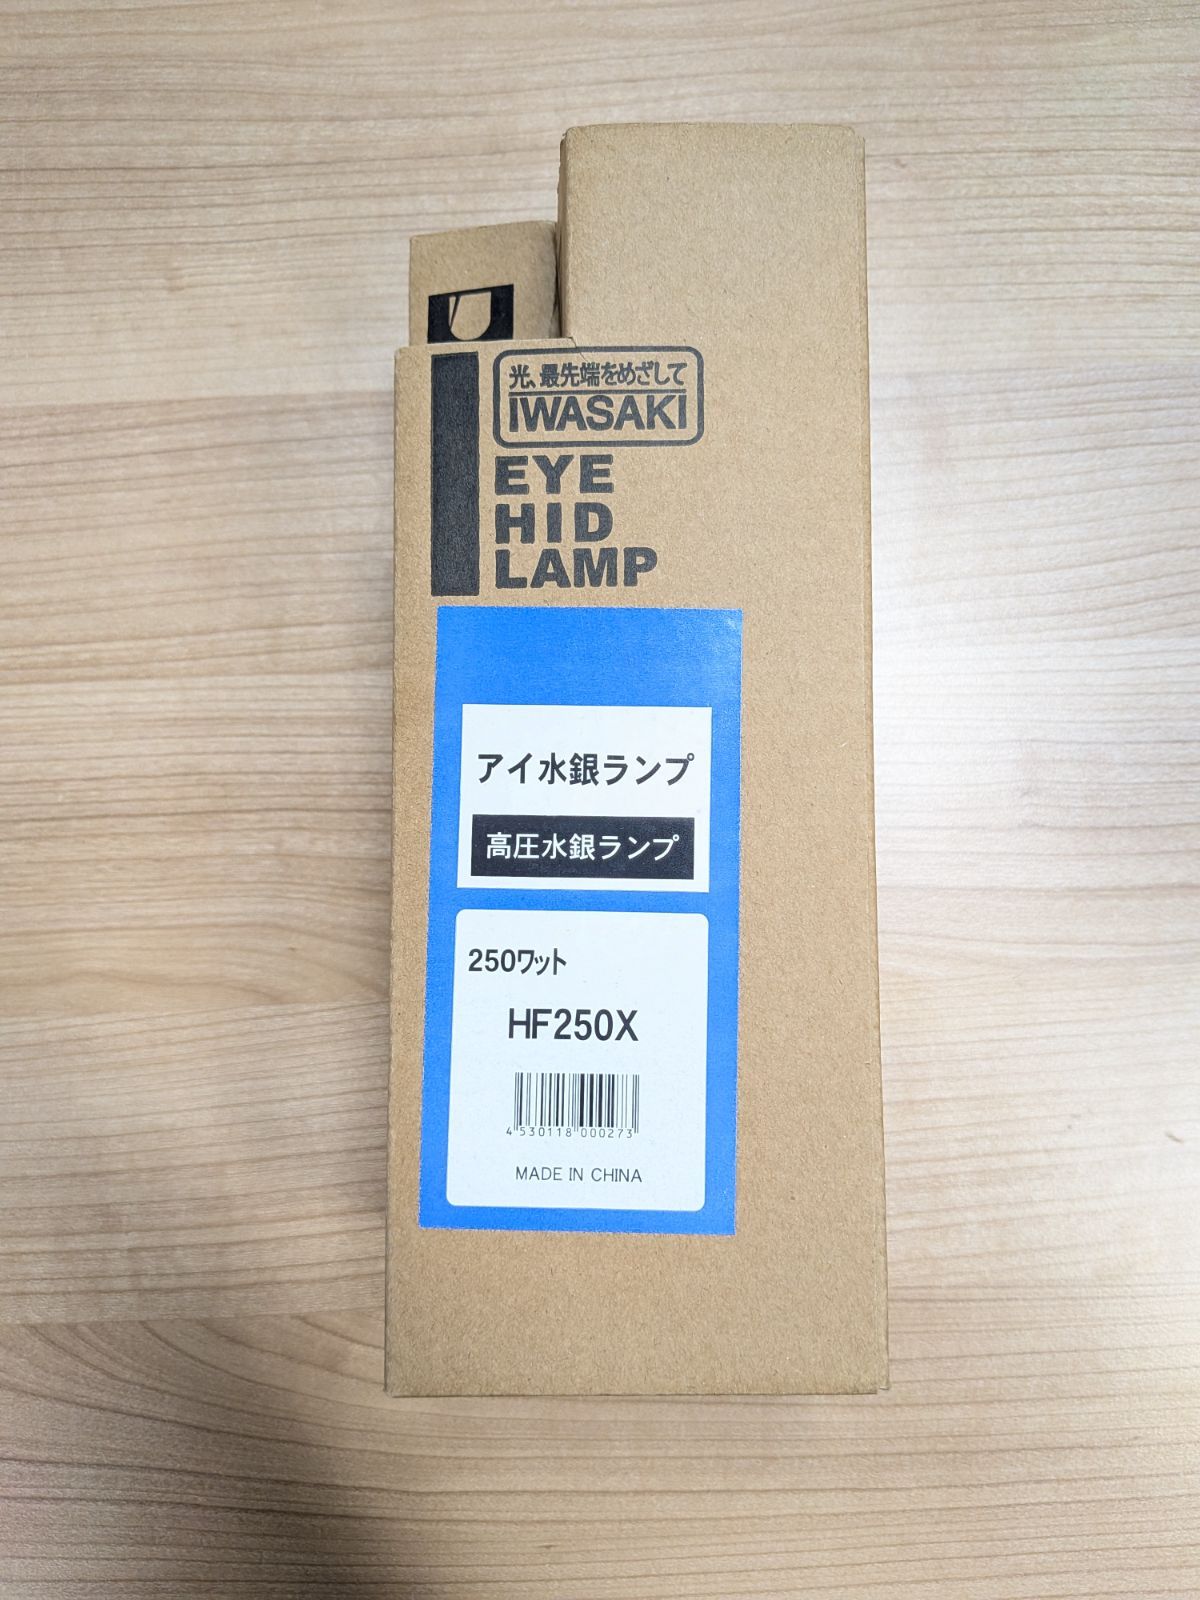 光、最先端をめざして
IWASAKI
EYE
HID
LAMP
アイ水銀ランプ
高圧水銀ランプ
250ワット
HF250X
4 530118 000273
MADE IN CHINA